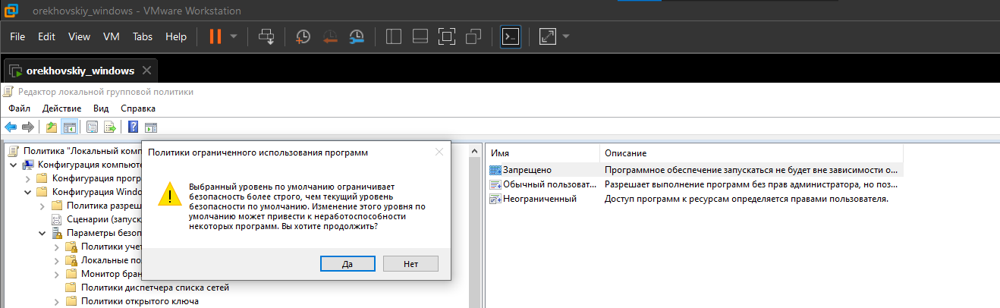 orekhovskiy_windows - VMware Workstation
File Edit View VM Tabs Help
orekhovskiy_windows
Редактор локальной групповой политики
Файл Действие Вид Справка
Политика "Локальный комп
Конфигурация компьюте
Конфигурация програ
Конфигурация Windo
Политика разреш
Сценарии (запуск
Параметры безоп
Политики учет
Локальные по
Монитор бран
Политики диспетчера списка сетей
Политики открытого ключа
Политики ограниченного использования программ
Выбранный уровень по умолчанию ограничивает
безопасность более строго, чем текущий уровень
безопасности по умолчанию. Изменение этого уровня по
умолчанию может привести к неработоспособности
некоторых программ. Вы хотите продолжить?
Да Нет
Имя Описание
Запрещено Программное обеспечение запускаться не будет вне зависимости о...
Обычный пользоват... Разрешает выполнение программ без прав администратора, но поз...
Неограниченный Доступ программ к ресурсам определяется правами пользователя.